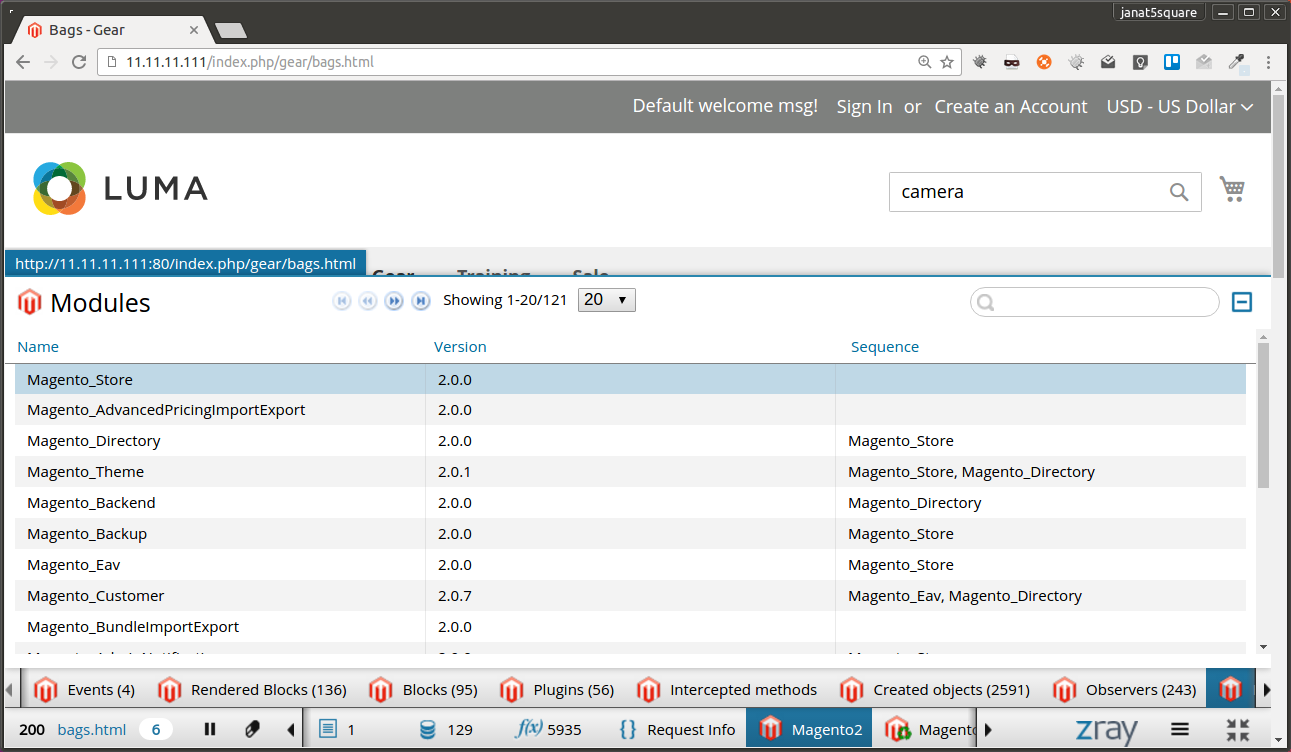 janat5square
Bags - Gear
11.11.11.111/index.php/gear/bags.html
Default welcome msg! Sign In or Create an Account USD - US Dollar
LUMA
camera
http://11.11.11.111:80/index.php/gear/bags.html
Gear Training Sale
Modules Showing 1-20/121 20
Name Version Sequence
Magento_Store 2.0.0
Magento_AdvancedPricingImportExport 2.0.0
Magento_Directory 2.0.0 Magento_Store
Magento_Theme 2.0.1 Magento_Store, Magento_Directory
Magento_Backend 2.0.0 Magento_Directory
Magento_Backup 2.0.0 Magento_Store
Magento_Eav 2.0.0 Magento_Store
Magento_Customer 2.0.7 Magento_Eav, Magento_Directory
Magento_BundleImportExport 2.0.0
Events (4) Rendered Blocks (136) Blocks (95) Plugins (56) Intercepted methods Created objects (2591) Observers (243)
200 bags.html 6 1 129 f(x) 5935 {} Request Info Magento2 Magento zray